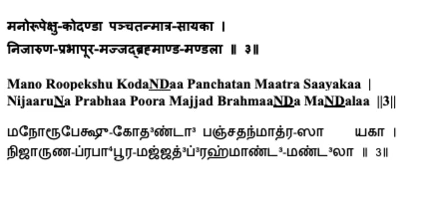 मनोरूपेक्षु-कोदण्डा पञ्चतन्मात्र-सायका ।
निजारुण-प्रभापूर-मज्जद्ब्रह्माण्ड-मण्डला ॥ ३॥
Mano Roopekshu KodaNDaa Panchatan Maatra Saayakaa |
NijaaruNa Prabhaa Poora Majjad BrahmaaNDa MaNDalaa ||3||
மனோரூபேக்ஷு-கோத³ண்டா³ பஞ்சதந்மாத்ர-ஸா யகா ।
நிஜாருண-ப்ரபா⁴பூர-மஜ்ஜத்³ப்³ரஹ்மாண்ட³-மண்ட³லா ॥ ३॥